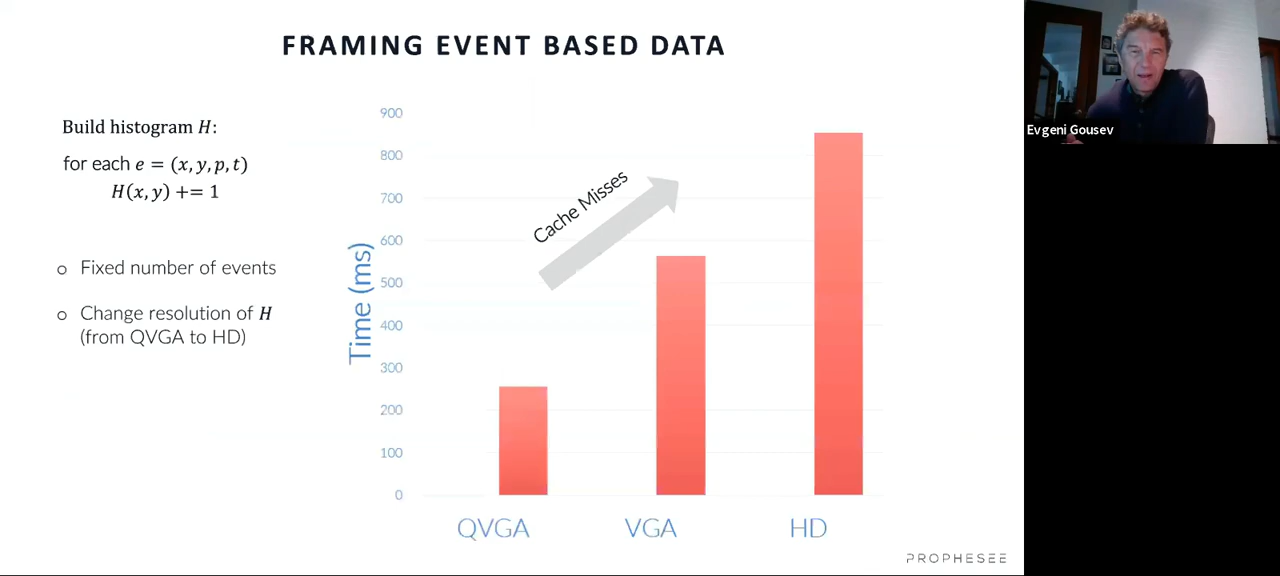 FRAMING EVENT BASED DATA
Build histogram H:
for each e = (x, y, p, t)
H(x, y) += 1
o Fixed number of events
o Change resolution of H
(from QVGA to HD)
Time (ms)
900
800
700
600
500
400
300
200
100
0
Cache Misses
QVGA
VGA
HD
PROPHESEE
Evgeni Gousev